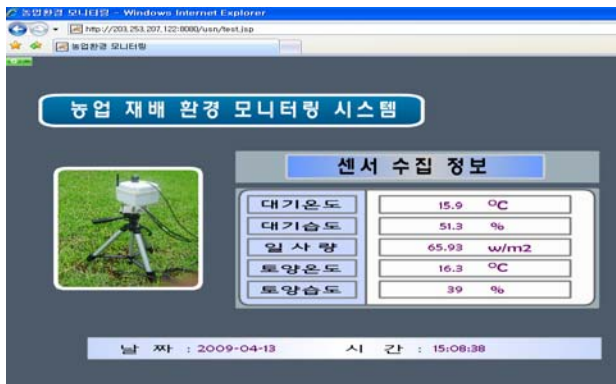 농업환경 모니터링 - Windows Internet Explorer
http://203.253.207.122:8080/usn/test.jsp
농업환경 모니터링
농업 재배 환경 모니터링 시스템
센서 수집 정보
대기온도 15.9 ℃
대기습도 51.3 %
일 사 량 65.93 w/m2
토양온도 16.3 ℃
토양습도 39 %
날 짜 : 2009-04-13 시 간 : 15:08:38